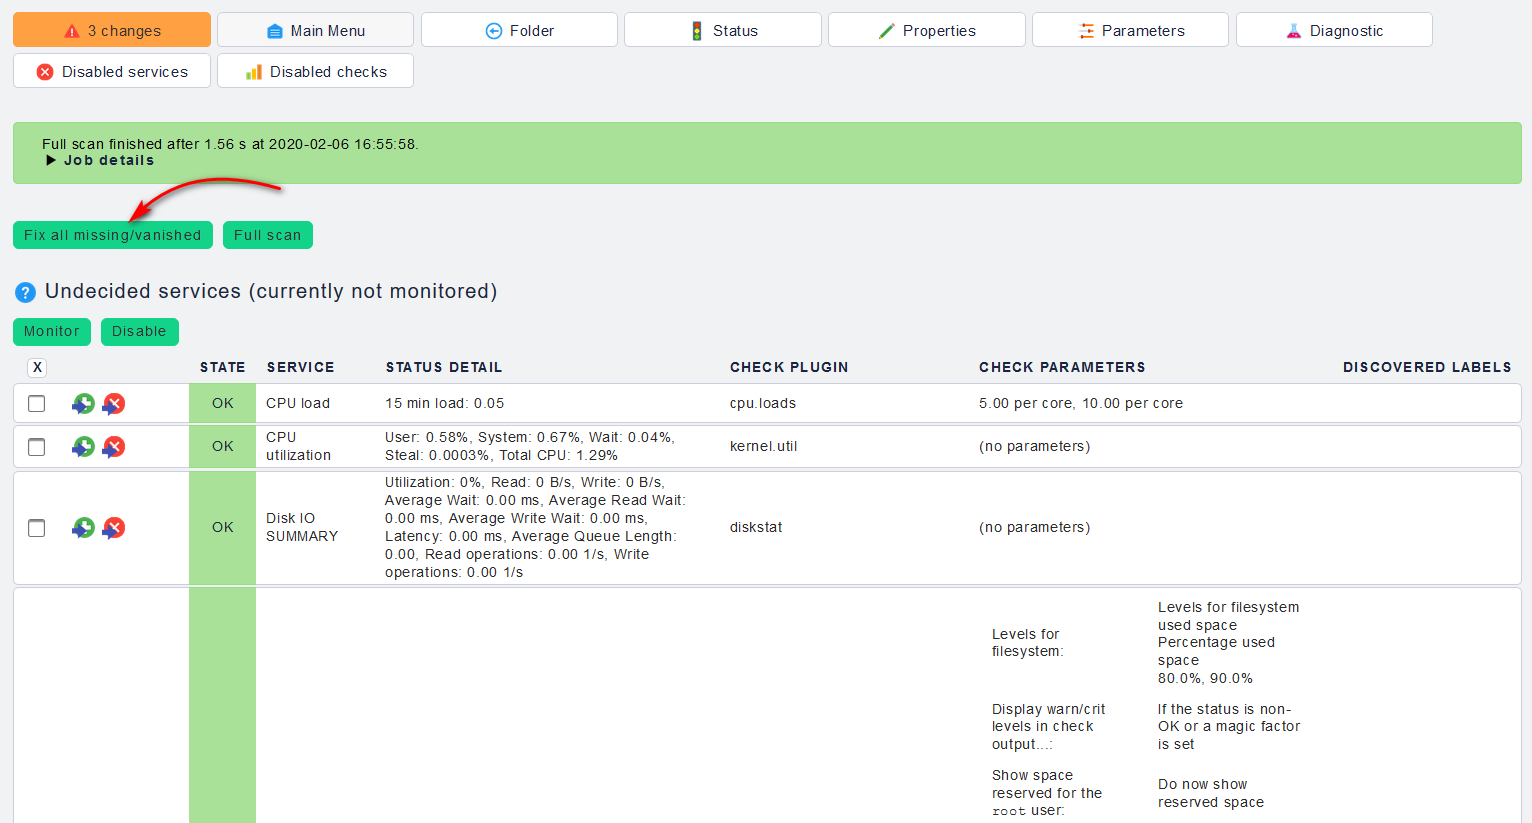 3 changes
Main Menu
Folder
Status
Properties
Parameters
Diagnostic
Disabled services
Disabled checks
Full scan finished after 1.56 s at 2020-02-06 16:55:58.
Job details
Fix all missing/vanished
Full scan
? Undecided services (currently not monitored)
Monitor
Disable
X STATE SERVICE STATUS DETAIL CHECK PLUGIN CHECK PARAMETERS DISCOVERED LABELS
OK
CPU load
15 min load: 0.05
cpu.loads
5.00 per core, 10.00 per core
OK
CPU
utilization
User: 0.58%, System: 0.67%, Wait: 0.04%,
Steal: 0.0003%, Total CPU: 1.29%
kernel.util
(no parameters)
OK
Disk IO
SUMMARY
Utilization: 0%, Read: 0 B/s, Write: 0 B/s,
Average Wait: 0.00 ms, Average Read Wait:
0.00 ms, Average Write Wait: 0.00 ms,
Latency: 0.00 ms, Average Queue Length:
0.00, Read operations: 0.00 1/s, Write
operations: 0.00 1/s
diskstat
(no parameters)
Levels for
filesystem:
Levels for filesystem
used space
Percentage used
space
80.0%, 90.0%
Display warn/crit
levels in check
output...:
If the status is non-
OK or a magic factor
is set
Show space
reserved for the
root user:
Do now show
reserved space